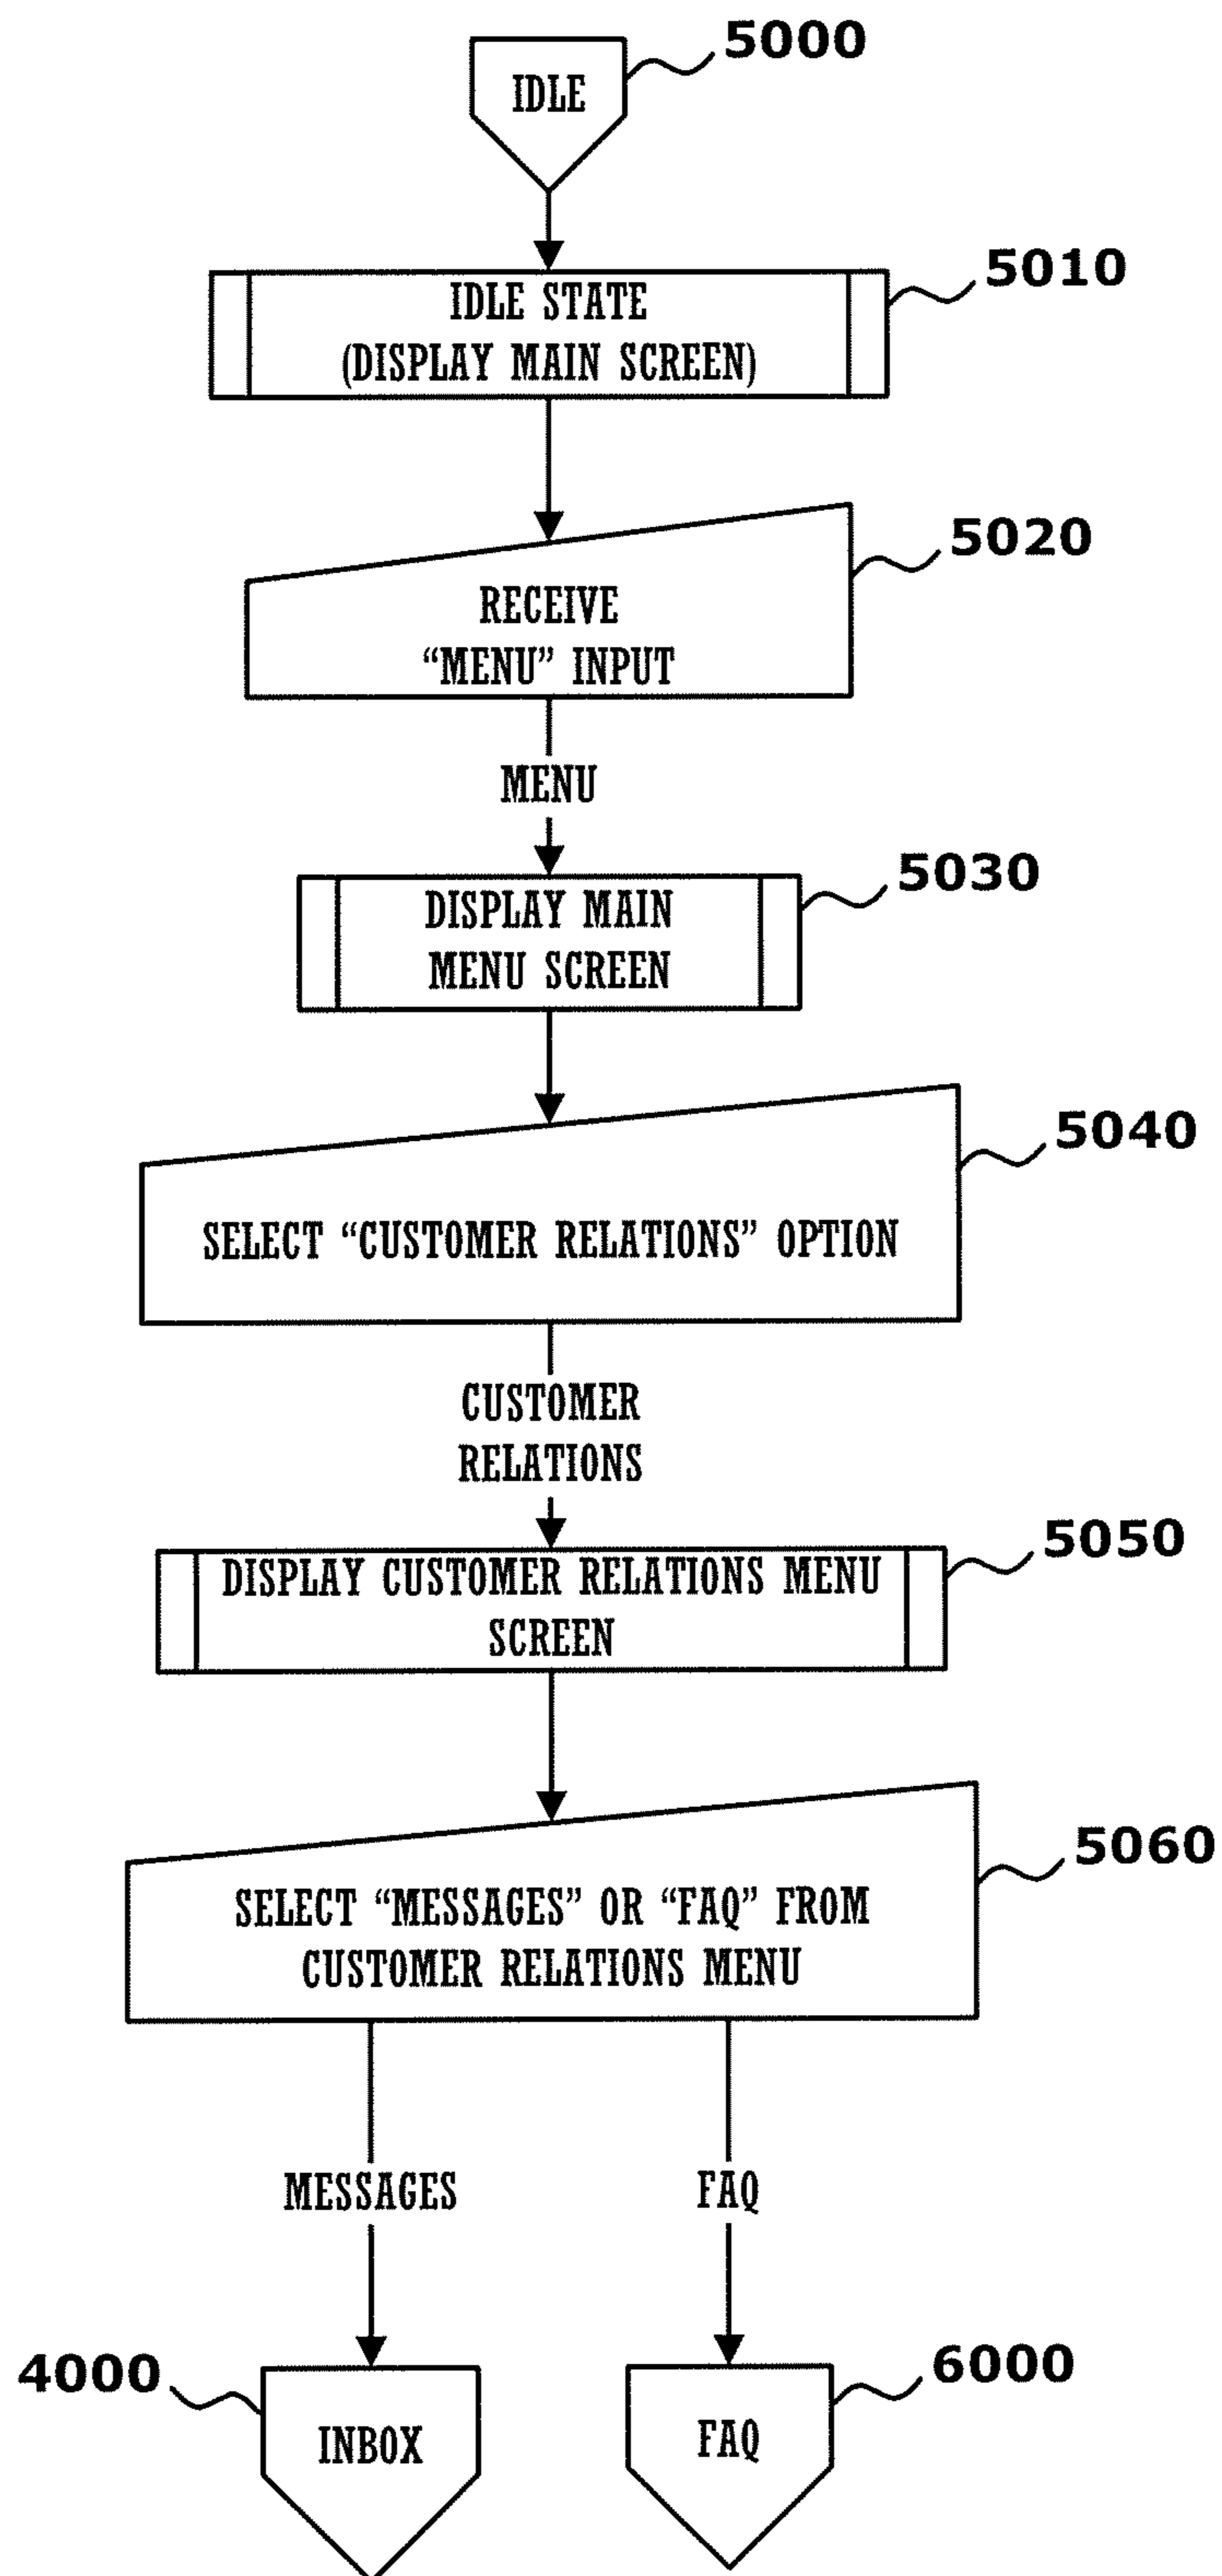 5000
IDLE
5010
IDLE STATE
(DISPLAY MAIN SCREEN)
5020
RECEIVE
“MENU” INPUT
MENU
5030
DISPLAY MAIN
MENU SCREEN
5040
SELECT “CUSTOMER RELATIONS” OPTION
CUSTOMER
RELATIONS
5050
DISPLAY CUSTOMER RELATIONS MENU
SCREEN
5060
SELECT “MESSAGES” OR “FAQ” FROM
CUSTOMER RELATIONS MENU
MESSAGES
FAQ
4000
INBOX
6000
FAQ